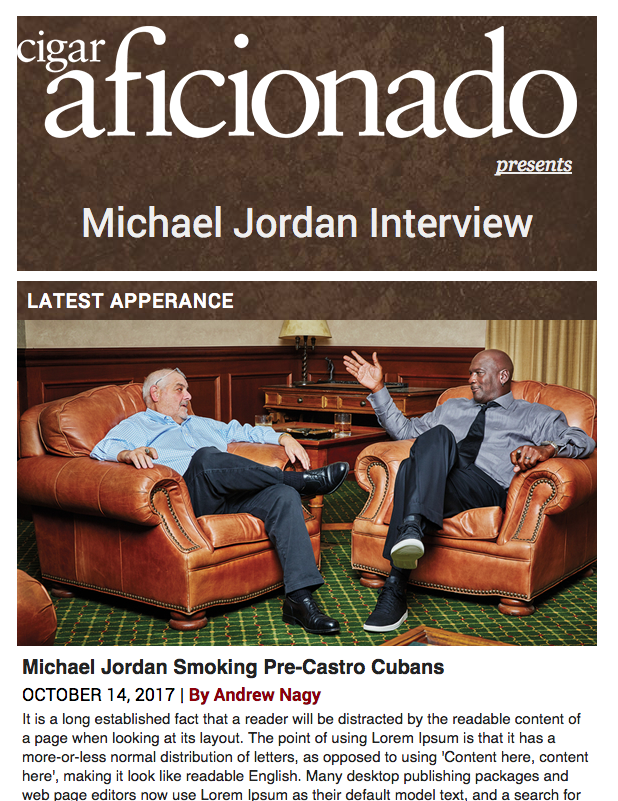 cigar
aficionado
presents
Michael Jordan Interview
LATEST APPERANCE
Michael Jordan Smoking Pre-Castro Cubans
OCTOBER 14, 2017 | By Andrew Nagy
It is a long established fact that a reader will be distracted by the readable content of
a page when looking at its layout. The point of using Lorem Ipsum is that it has a
more-or-less normal distribution of letters, as opposed to using 'Content here, content
here', making it look like readable English. Many desktop publishing packages and
web page editors now use Lorem Ipsum as their default model text, and a search for